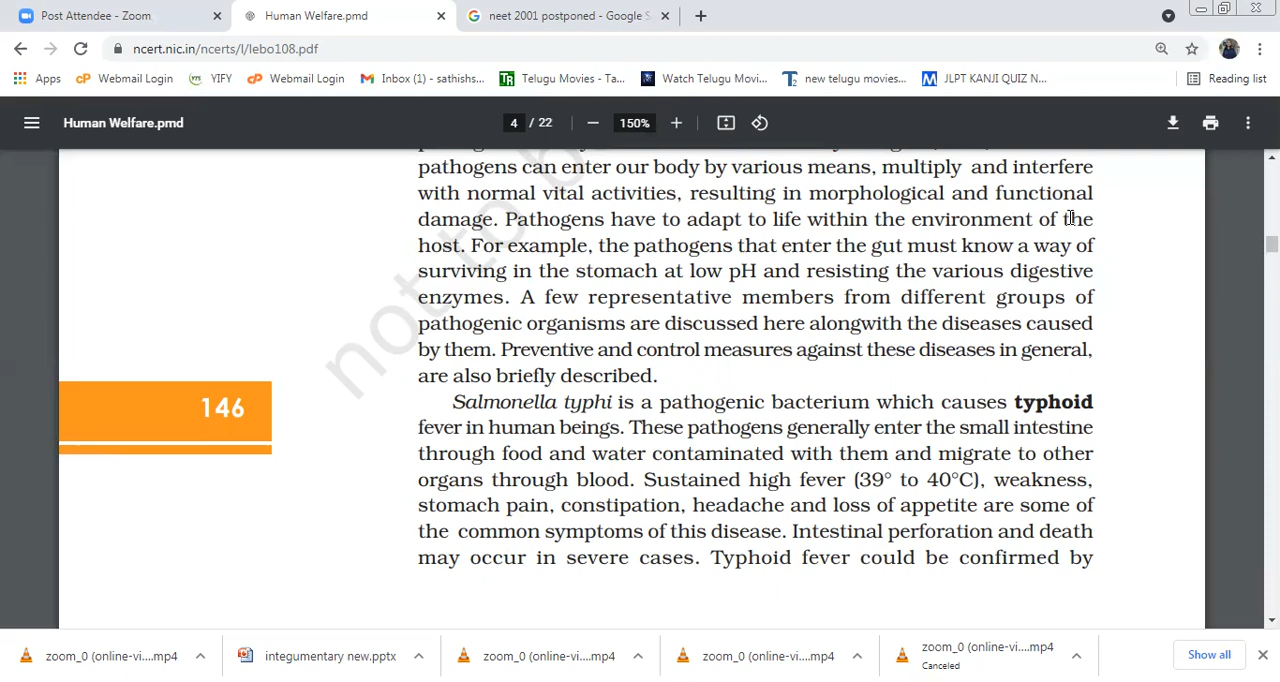 Post Attendee - Zoom
Human Welfare.pmd
neet 2001 postponed - Google S
ncert.nic.in/ncerts/l/lebo108.pdf
Apps
Webmail Login
YIFY
Webmail Login
Inbox (1) - sathishs...
Telugu Movies - Ta...
Watch Telugu Movi...
new telugu movies...
JLPT KANJI QUIZ N...
Reading list
Human Welfare.pmd
4 / 22
150%
pathogens can enter our body by various means, multiply and interfere
with normal vital activities, resulting in morphological and functional
damage. Pathogens have to adapt to life within the environment of the
host. For example, the pathogens that enter the gut must know a way of
surviving in the stomach at low pH and resisting the various digestive
enzymes. A few representative members from different groups of
pathogenic organisms are discussed here alongwith the diseases caused
by them. Preventive and control measures against these diseases in general,
are also briefly described.
146
Salmonella typhi is a pathogenic bacterium which causes typhoid
fever in human beings. These pathogens generally enter the small intestine
through food and water contaminated with them and migrate to other
organs through blood. Sustained high fever (39° to 40°C), weakness,
stomach pain, constipation, headache and loss of appetite are some of
the common symptoms of this disease. Intestinal perforation and death
may occur in severe cases. Typhoid fever could be confirmed by
not to b
zoom_0 (online-vi....mp4
integumentary new.pptx
zoom_0 (online-vi....mp4
zoom_0 (online-vi....mp4
zoom_0 (online-vi....mp4
Canceled
Show all